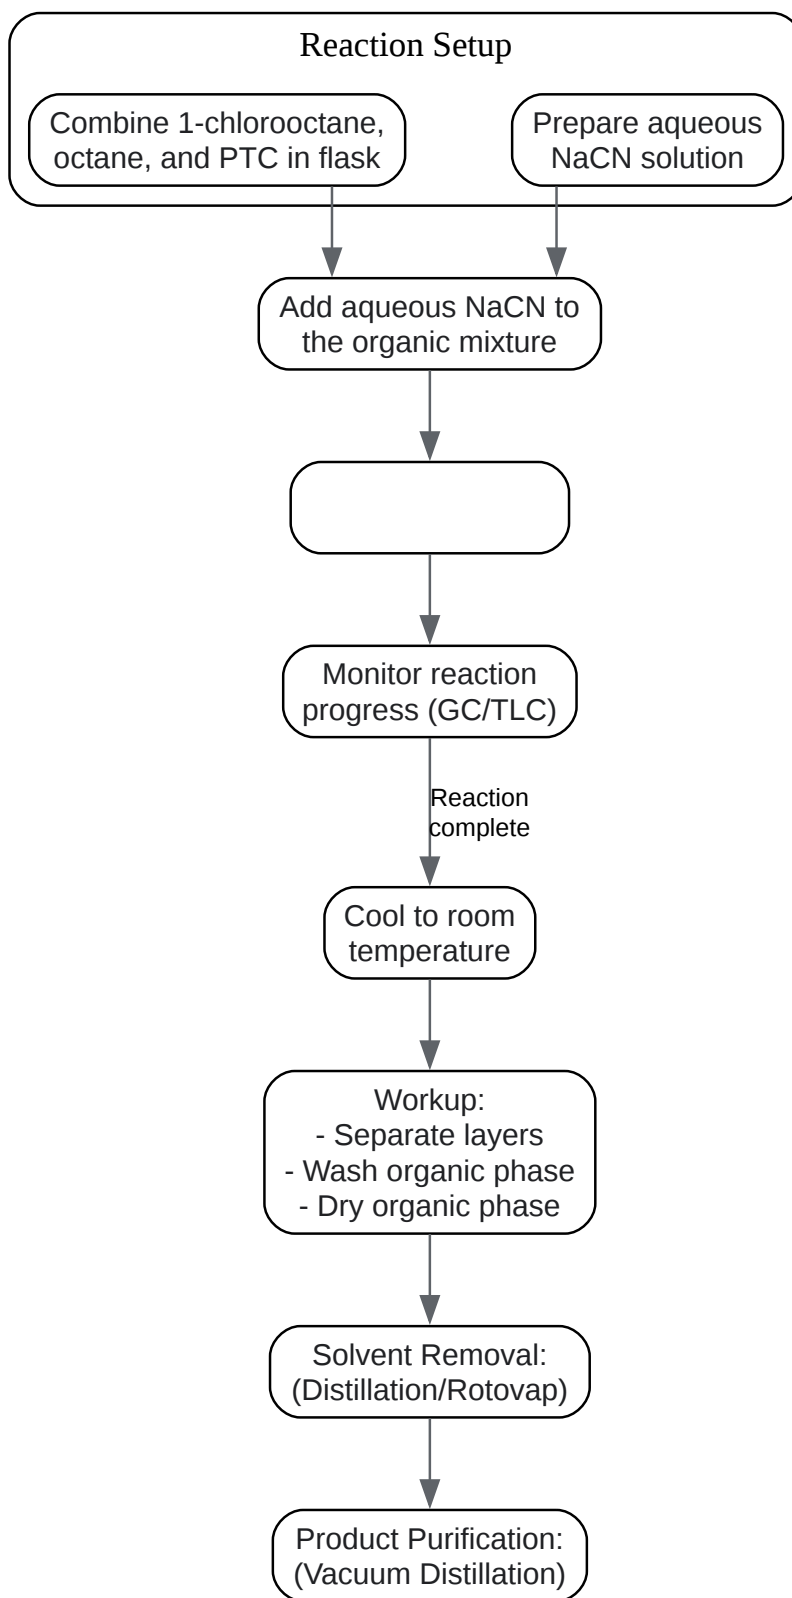 Reaction Setup
Combine 1-chlorooctane,
octane, and PTC in flask
Prepare aqueous
NaCN solution
Add aqueous NaCN to
the organic mixture
Monitor reaction
progress (GC/TLC)
Reaction
complete
Cool to room
temperature
Workup:
- Separate layers
- Wash organic phase
- Dry organic phase
Solvent Removal:
(Distillation/Rotovap)
Product Purification:
(Vacuum Distillation)